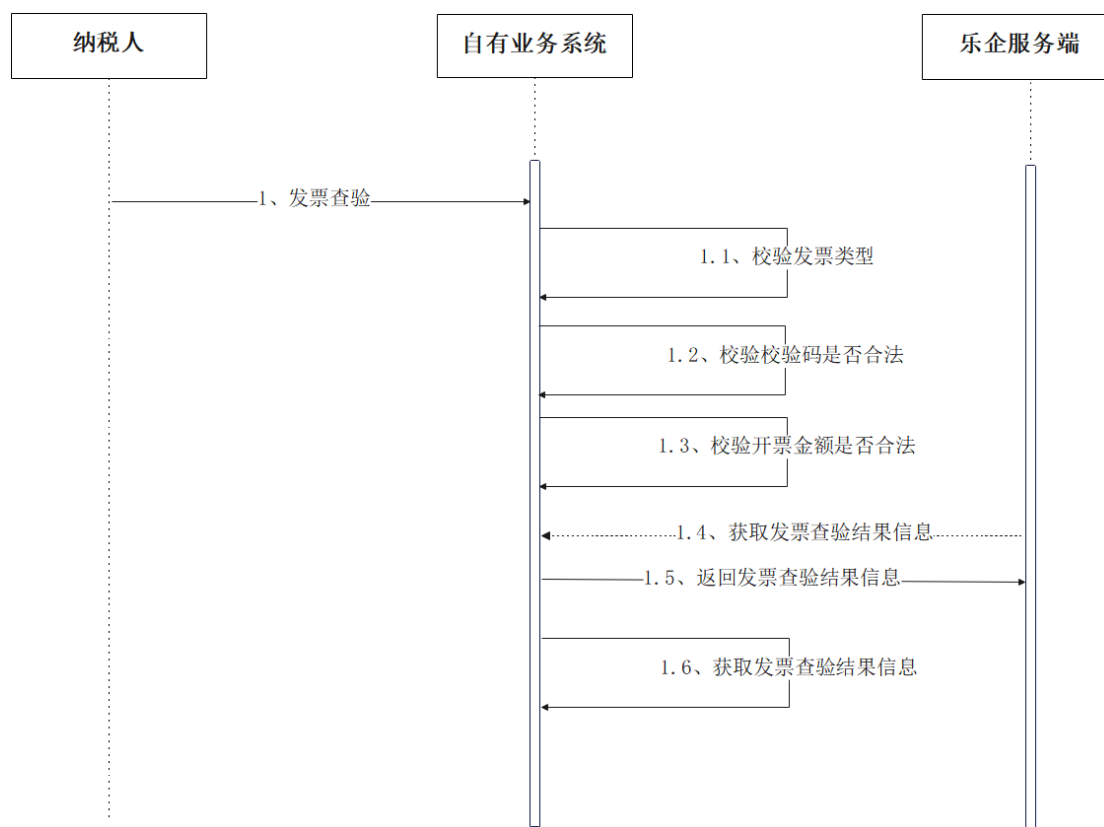 纳税人
自有业务系统
乐企服务端
1、发票查验
1.1、校验发票类型
1.2、校验校验码是否合法
1.3、校验开票金额是否合法
1.4、获取发票查验结果信息
1.5、返回发票查验结果信息
1.6、获取发票查验结果信息